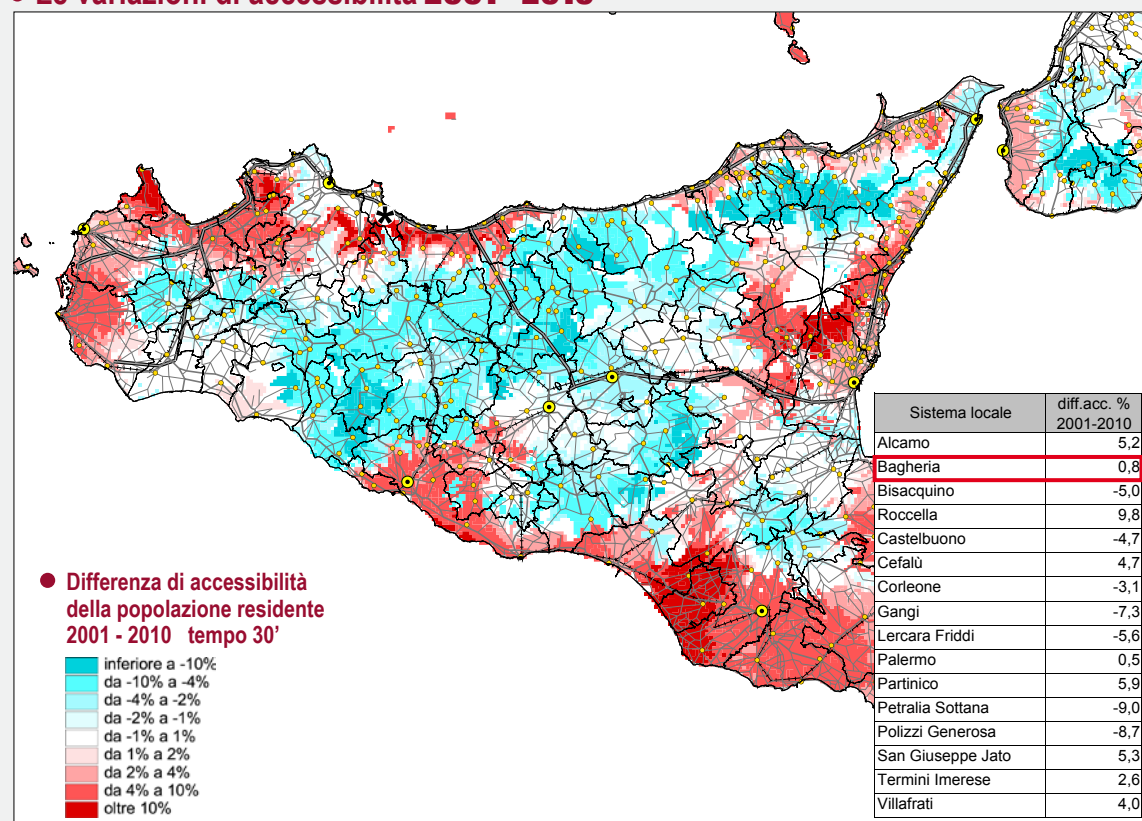 Sistema locale diff.acc. % 2001-2010
Alcamo 5,2
Bagheria 0,8
Bisacquino -5,0
Roccella 9,8
Castelbuono -4,7
Cefalù 4,7
Corleone -3,1
Gangi -7,3
Lercara Friddi -5,6
Palermo 0,5
Partinico 5,9
Petralia Sottana -9,0
Polizzi Generosa -8,7
San Giuseppe Jato 5,3
Termini Imerese 2,6
Villafrati 4,0
● Differenza di accessibilità
della popolazione residente
2001 - 2010 tempo 30'
inferiore a -10%
da -10% a -4%
da -4% a -2%
da -2% a -1%
da -1% a 1%
da 1% a 2%
da 2% a 4%
da 4% a 10%
oltre 10%